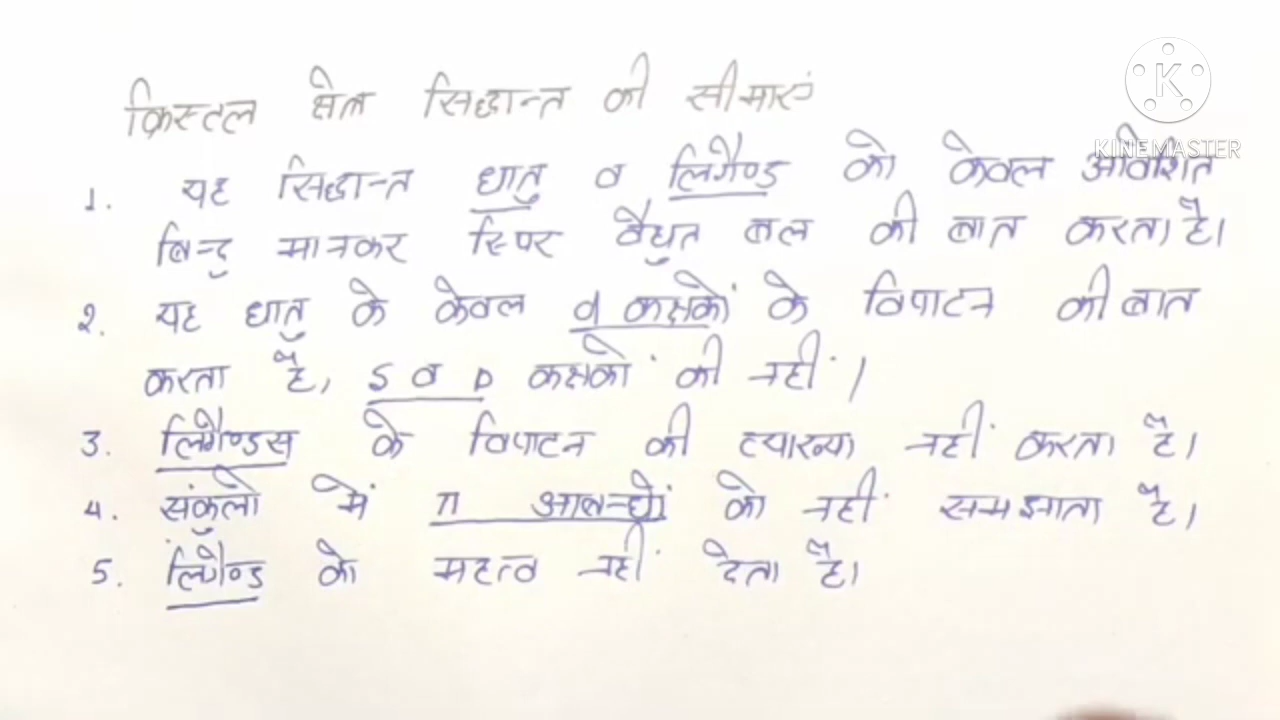 क्रिस्टल क्षेत्र सिद्धान्त की सीमाएं
KINEMASTER
1. यह सिद्धान्त धातु व लिगैण्ड को केवल आवेशित
बिन्दु मानकर स्थिर वैद्युत बल की बात करता है।
2. यह धातु के केवल d कक्षकों के विपाटन की बात
करता है, s व p कक्षकों की नहीं।
3. लिगैण्डस के विपाटन की व्याख्या नहीं करता है।
4. संकुलो में π आबन्धों को नहीं समझाता है।
5. लिगैण्ड को महत्व नहीं देता है।